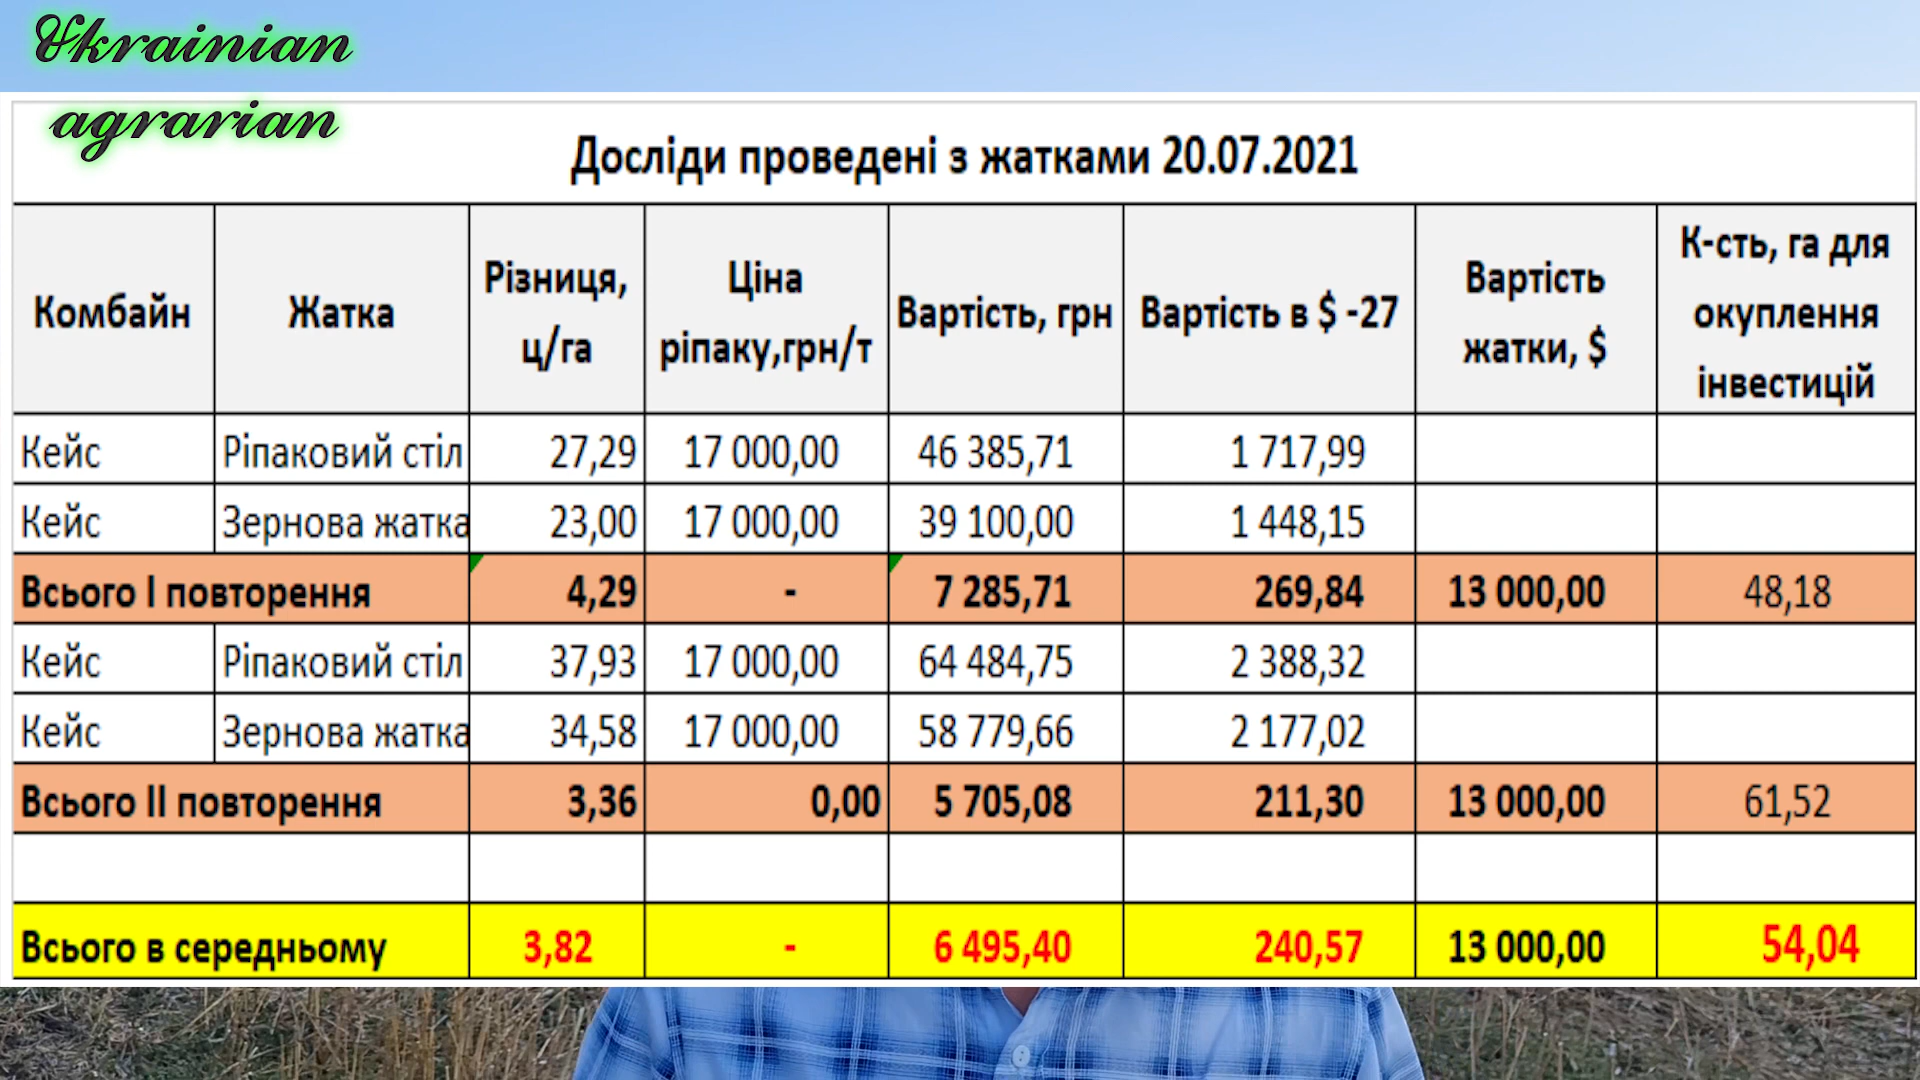 Ukrainian
agrarian
Досліди проведені з жатками 20.07.2021
Комбайн Жатка Різниця, ц/га Ціна ріпаку,грн/т Вартість, грн Вартість в $ -27 Вартість жатки, $ К-сть, га для окуплення інвестицій
Кейс Ріпаковий стіл 27,29 17 000,00 46 385,71 1 717,99
Кейс Зернова жатка 23,00 17 000,00 39 100,00 1 448,15
Всього І повторення 4,29 - 7 285,71 269,84 13 000,00 48,18
Кейс Ріпаковий стіл 37,93 17 000,00 64 484,75 2 388,32
Кейс Зернова жатка 34,58 17 000,00 58 779,66 2 177,02
Всього ІІ повторення 3,36 0,00 5 705,08 211,30 13 000,00 61,52
Всього в середньому 3,82 - 6 495,40 240,57 13 000,00 54,04